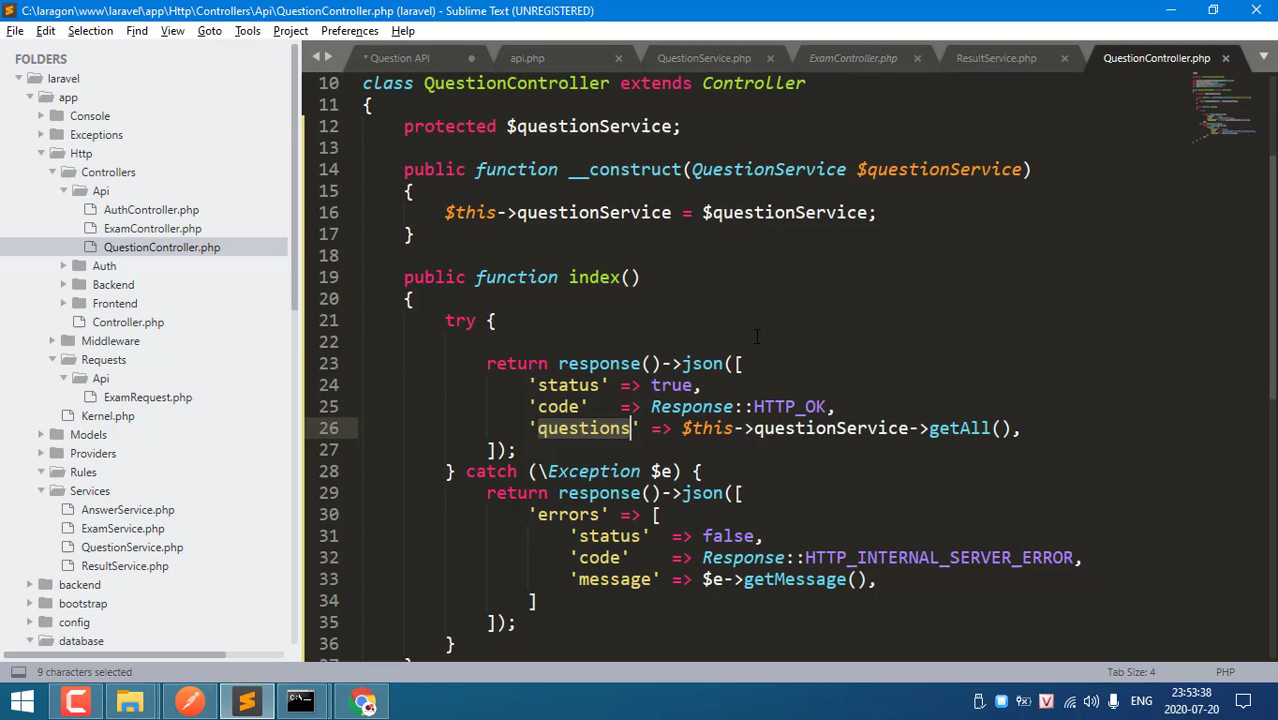 C:\laragon\www\laravel\app\Http\Controllers\Api\QuestionController.php (laravel) - Sublime Text (UNREGISTERED)
File Edit Selection Find View Goto Tools Project Preferences Help
FOLDERS
laravel
app
Console
Exceptions
Http
Controllers
Api
AuthController.php
ExamController.php
QuestionController.php
Auth
Backend
Frontend
Controller.php
Middleware
Requests
Api
ExamRequest.php
Kernel.php
Models
Providers
Rules
Services
AnswerService.php
ExamService.php
QuestionService.php
ResultService.php
backend
bootstrap
config
database
* Question API api.php QuestionService.php ExamController.php ResultService.php QuestionController.php
10 class QuestionController extends Controller
11 {
12 protected $questionService;
13
14 public function __construct(QuestionService $questionService)
15 {
16 $this->questionService = $questionService;
17 }
18
19 public function index()
20 {
21 try {
22
23 return response()->json([
24 'status' => true,
25 'code' => Response::HTTP_OK,
26 'questions' => $this->questionService->getAll(),
27 ]);
28 } catch (\Exception $e) {
29 return response()->json([
30 'errors' => [
31 'status' => false,
32 'code' => Response::HTTP_INTERNAL_SERVER_ERROR,
33 'message' => $e->getMessage(),
34 ]
35 ]);
36 }
9 characters selected
Tab Size: 4 PHP
ENG 23:53:38
2020-07-20